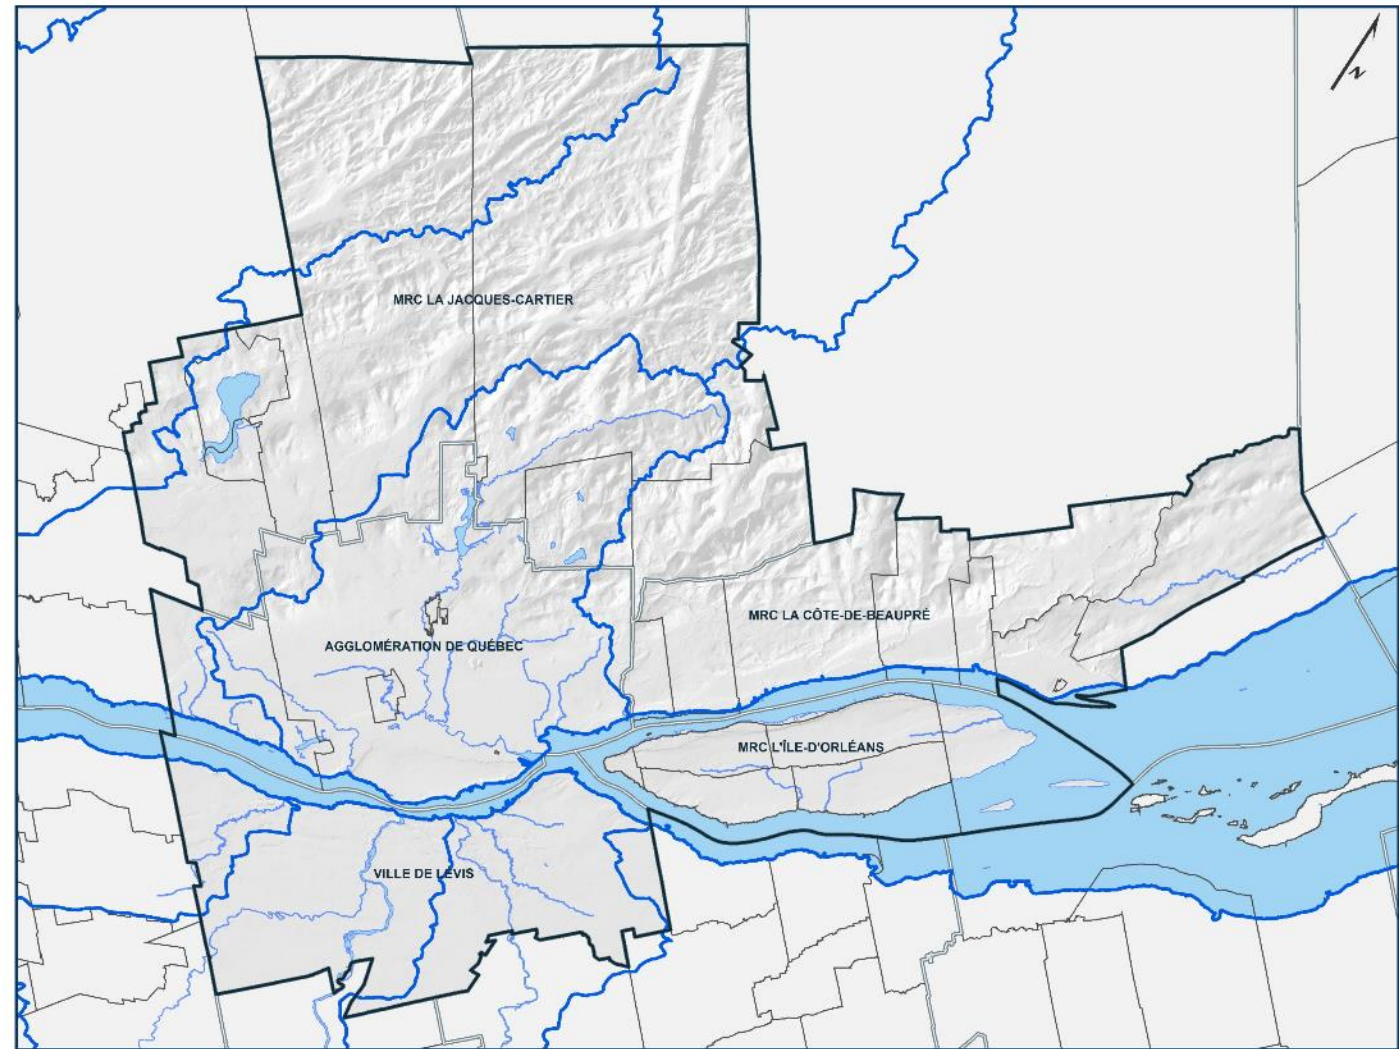 N
MRC LA JACQUES-CARTIER
MRC LA CÔTE-DE-BEAUPRÉ
AGGLOMÉRATION DE QUÉBEC
MRC L'ÎLE-D'ORLÉANS
VILLE DE LÉVIS